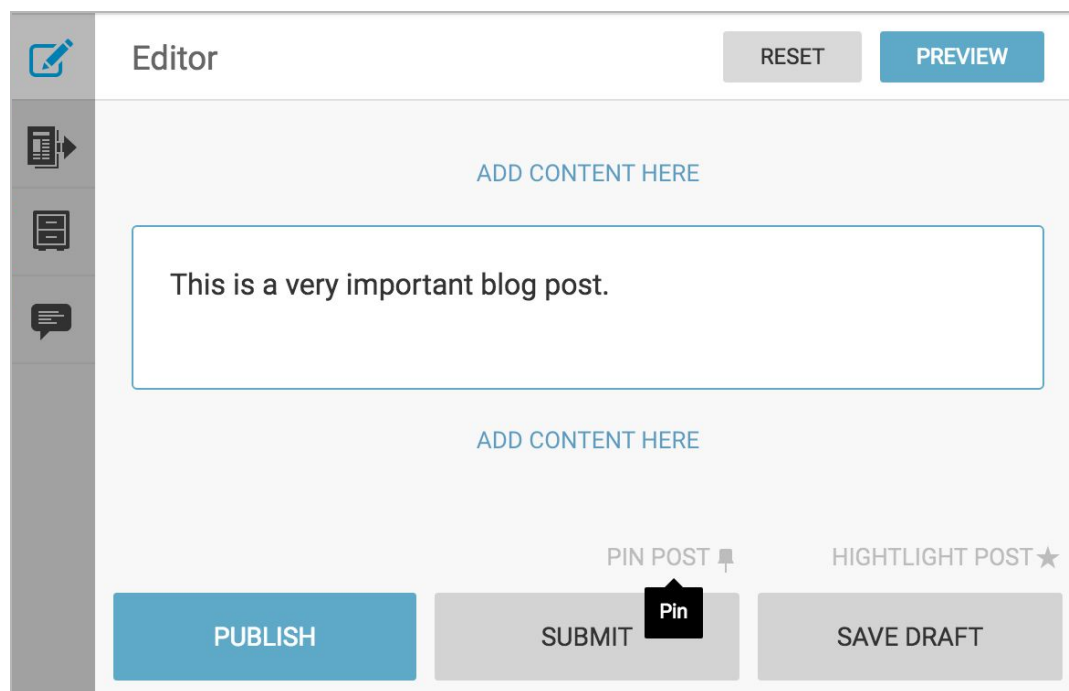 Editor
RESET
PREVIEW
ADD CONTENT HERE
This is a very important blog post.
ADD CONTENT HERE
PIN POST
HIGHTLIGHT POST
Pin
PUBLISH
SUBMIT
SAVE DRAFT